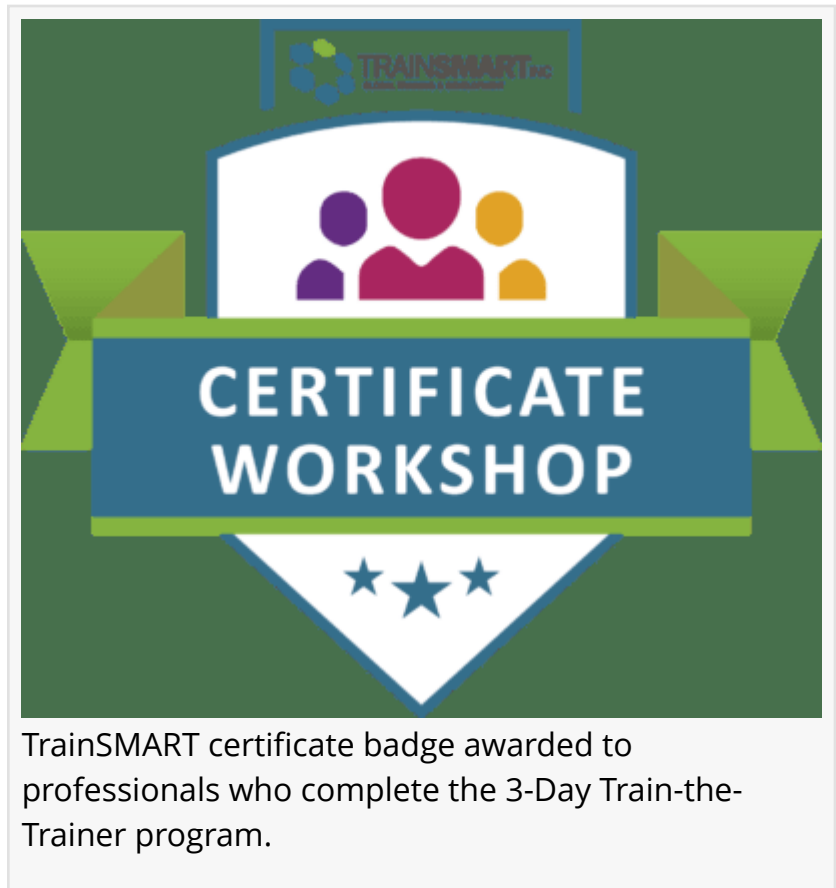 TRAINSMART INC
CERTIFICATE
WORKSHOP
TrainSMART certificate badge awarded to
professionals who complete the 3-Day Train-the-
Trainer program.